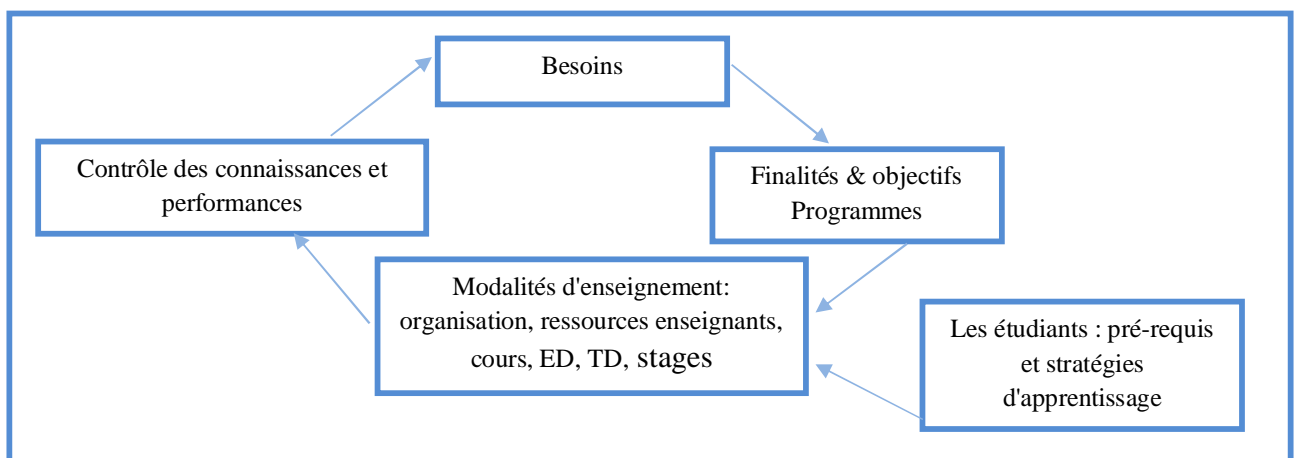 Besoins
Contrôle des connaissances et
performances
Finalités & objectifs
Programmes
Modalités d'enseignement:
organisation, ressources enseignants,
cours, ED, TD, stages
Les étudiants : pré-requis
et stratégies
d'apprentissage